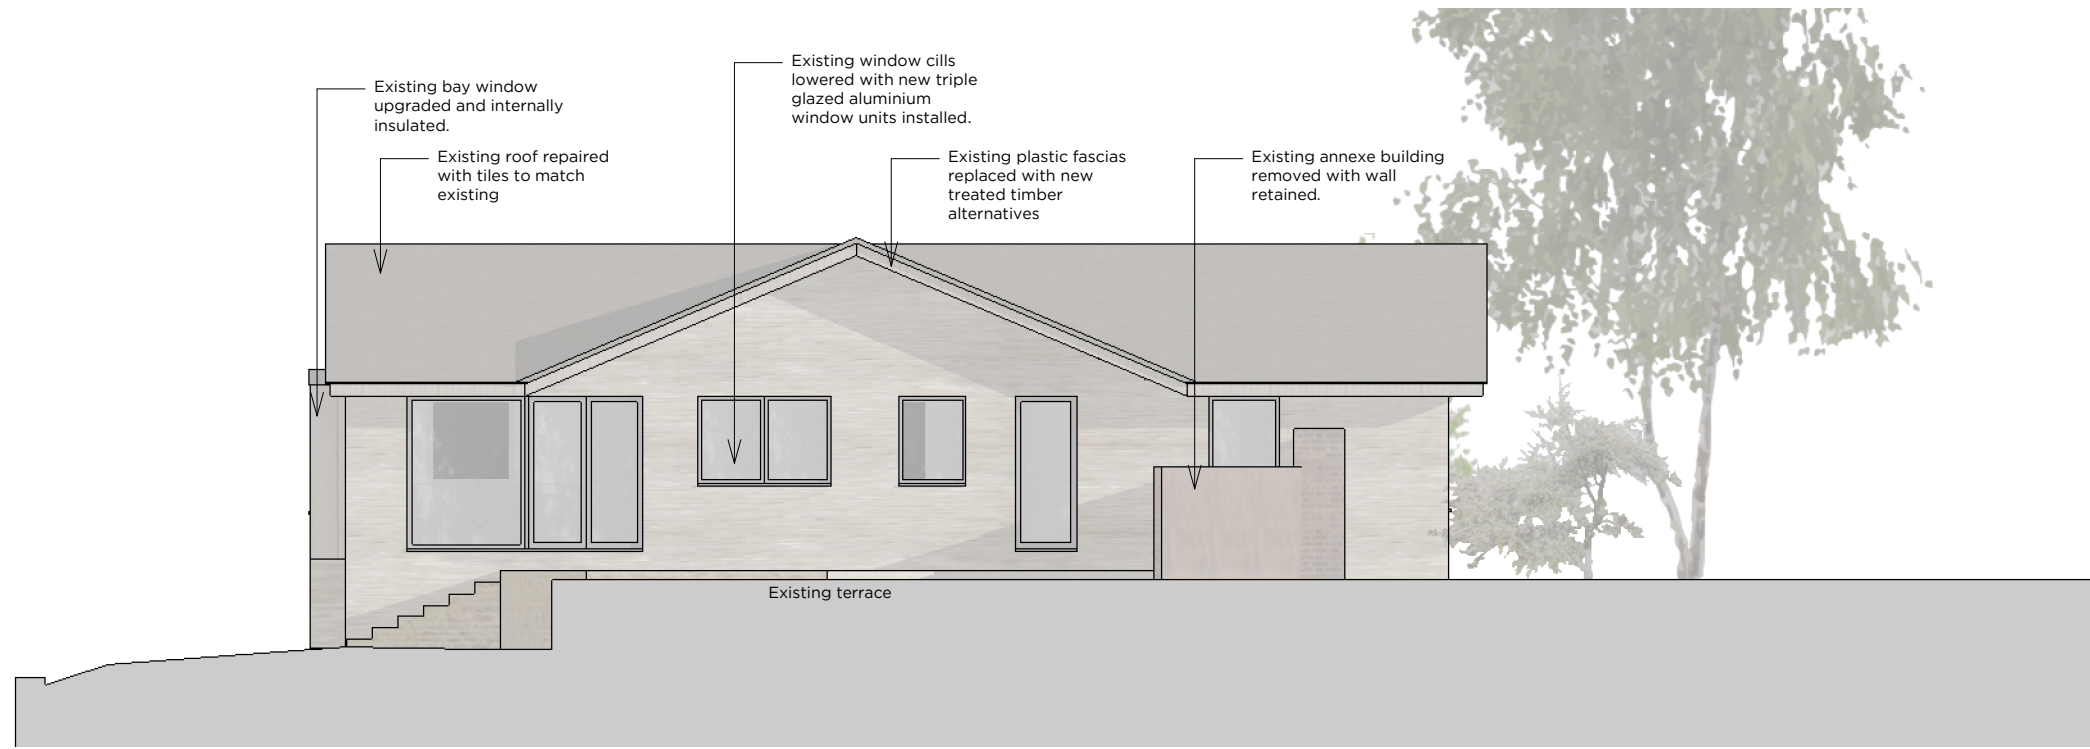 Existing window cills
lowered with new triple
glazed aluminium
window units installed.
Existing bay window
upgraded and internally
insulated.
Existing roof repaired
with tiles to match
existing
Existing plastic fascias
replaced with new
treated timber
alternatives
Existing annexe building
removed with wall
retained.
Existing terrace